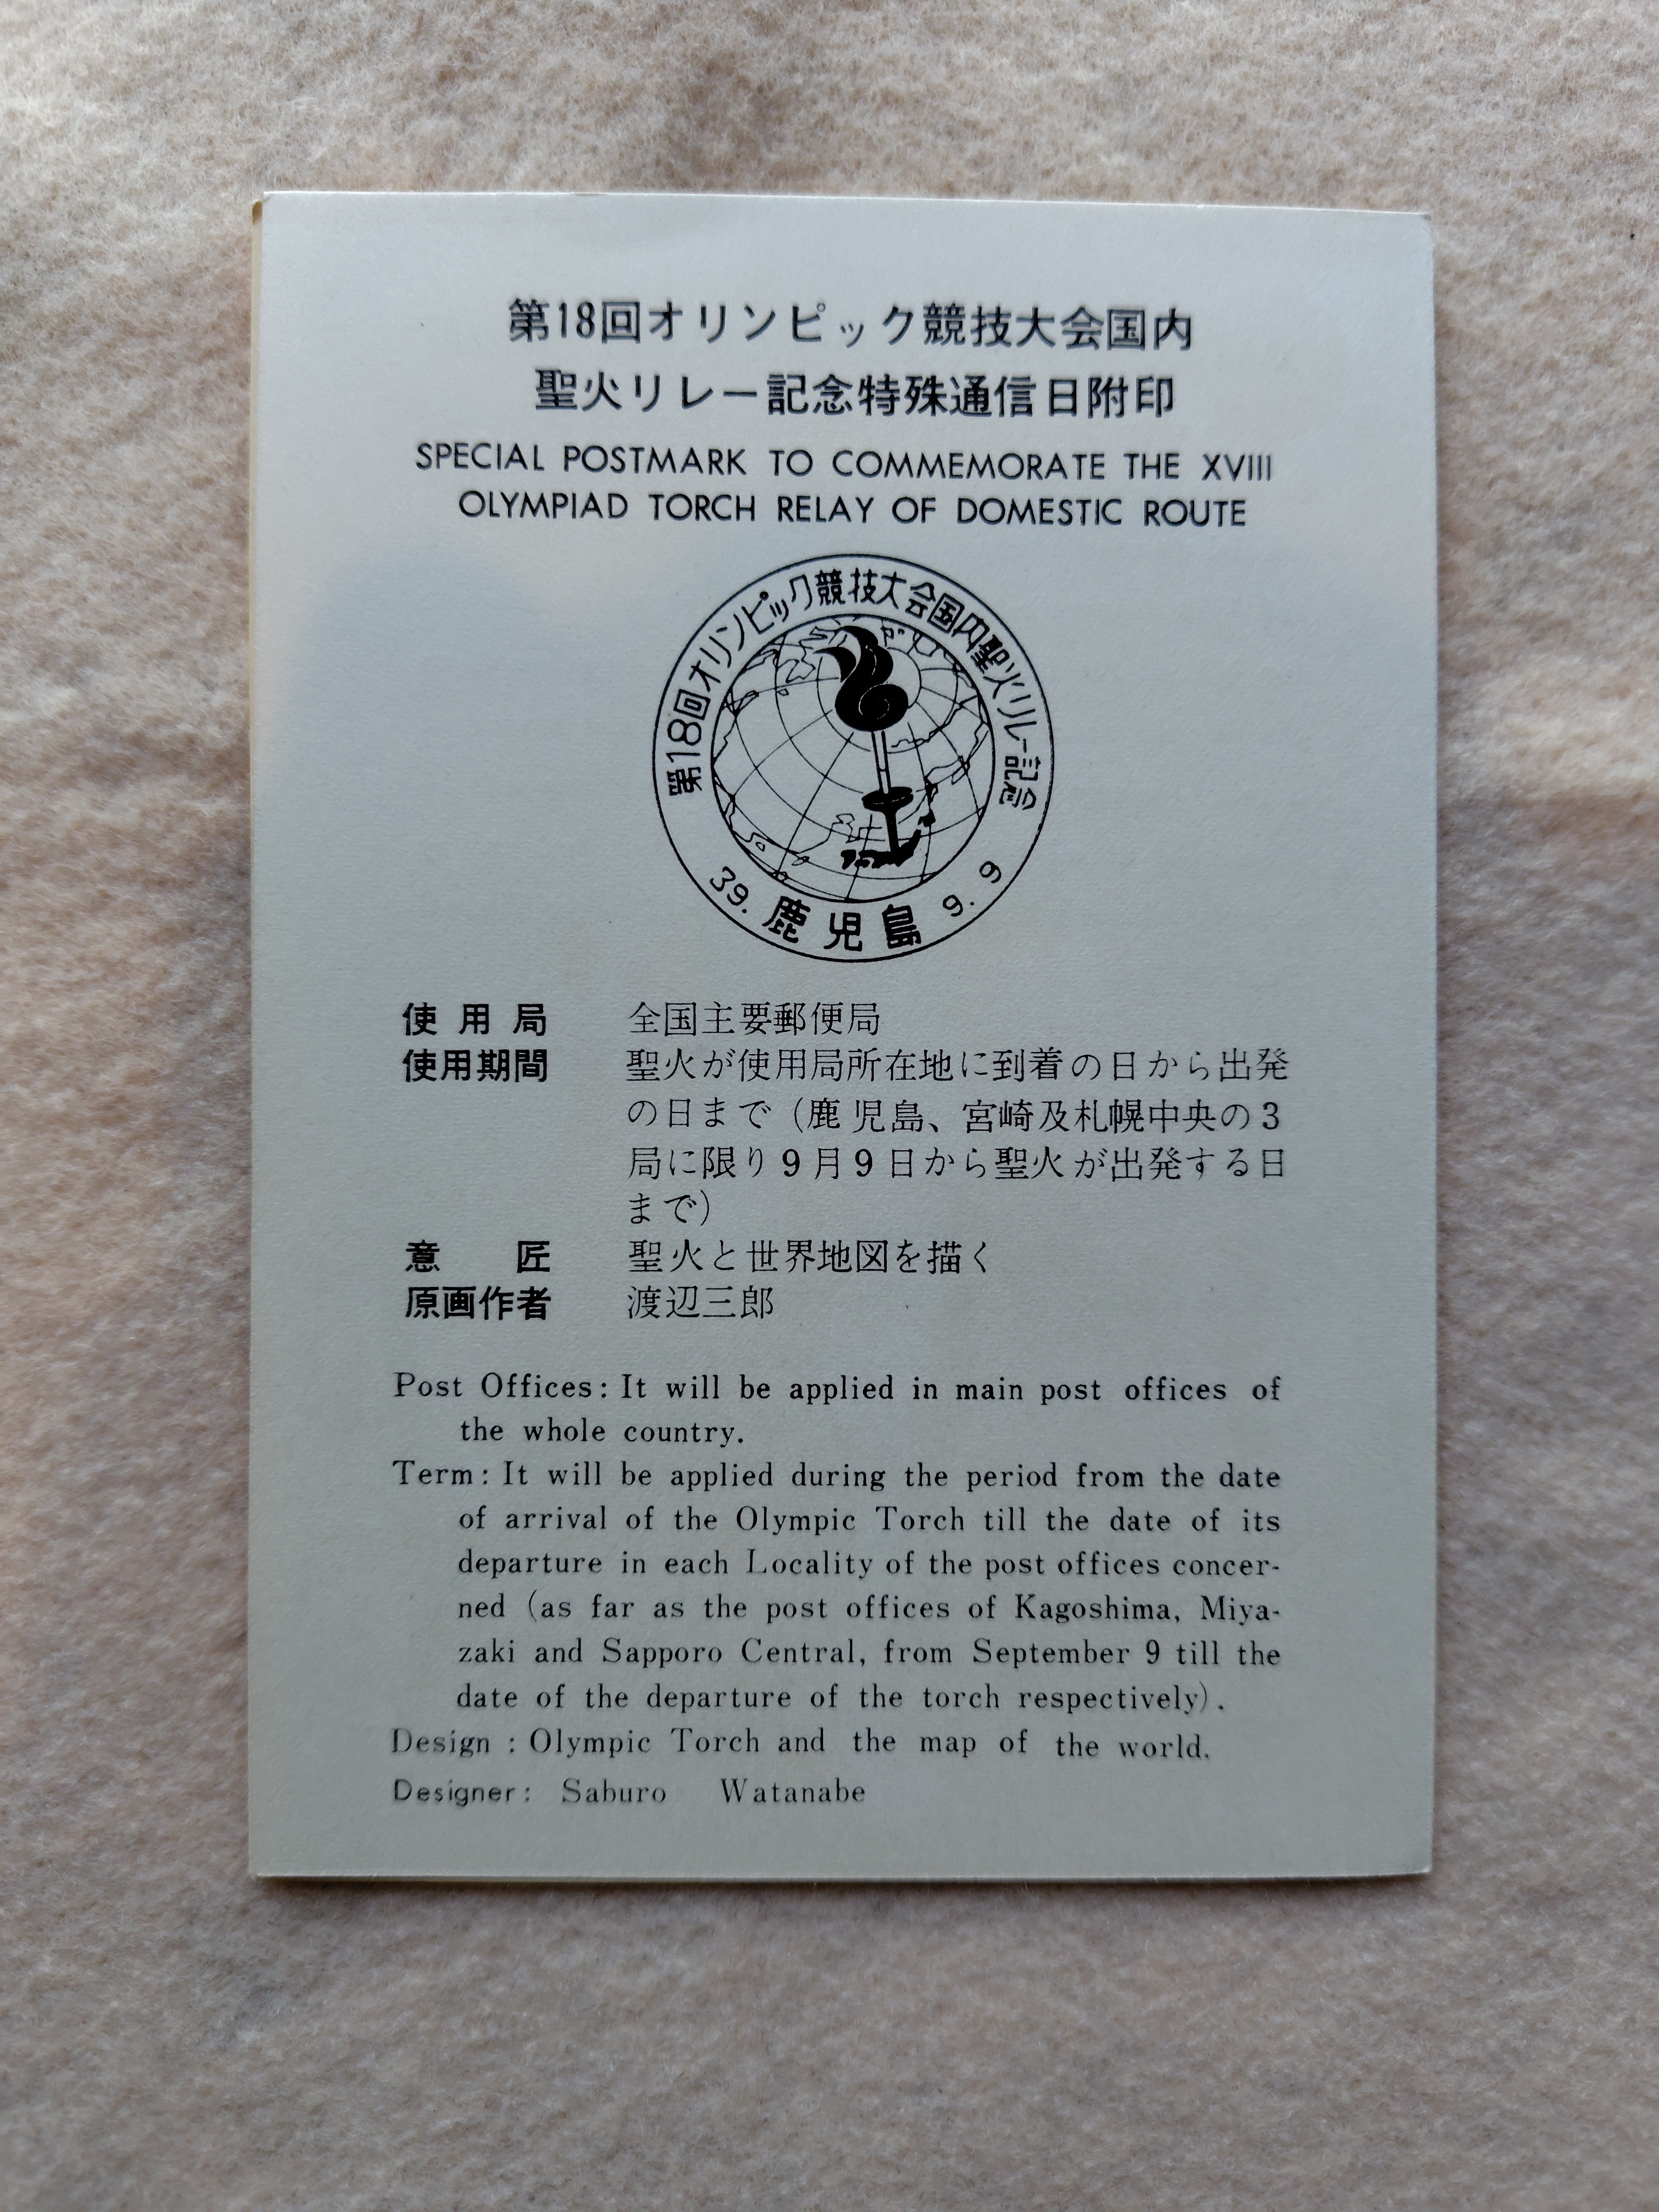 第18回オリンピック競技大会国内
聖火リレー記念特殊通信日附印
SPECIAL POSTMARK TO COMMEMORATE THE XVIII
OLYMPIAD TORCH RELAY OF DOMESTIC ROUTE
第18回オリンピック競技大会国内聖火リレー記念
39. 鹿児島 9. 9
使用局 全国主要郵便局
使用期間 聖火が使用局所在地に到着の日から出発
の日まで（鹿児島、宮崎及札幌中央の3
局に限り9月9日から聖火が出発する日
まで）
意匠 聖火と世界地図を描く
原画作者 渡辺三郎
Post Offices: It will be applied in main post offices of
the whole country.
Term: It will be applied during the period from the date
of arrival of the Olympic Torch till the date of its
departure in each Locality of the post offices concer-
ned (as far as the post offices of Kagoshima, Miya-
zaki and Sapporo Central, from September 9 till the
date of the departure of the torch respectively).
Design : Olympic Torch and the map of the world.
Designer: Saburo Watanabe